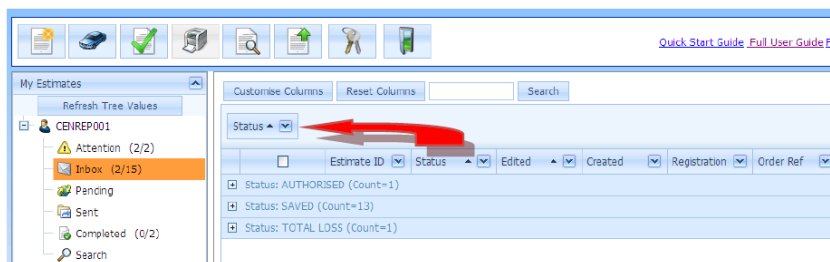 Quick Start Guide Full User Guide
My Estimates
Refresh Tree Values
CENREP001
Attention (2/2)
Inbox (2/15)
Pending
Sent
Completed (0/2)
Search
Customise Columns Reset Columns Search
Status
Estimate ID Status Edited Created Registration Order Ref
Status: AUTHORISED (Count=1)
Status: SAVED (Count=13)
Status: TOTAL LOSS (Count=1)